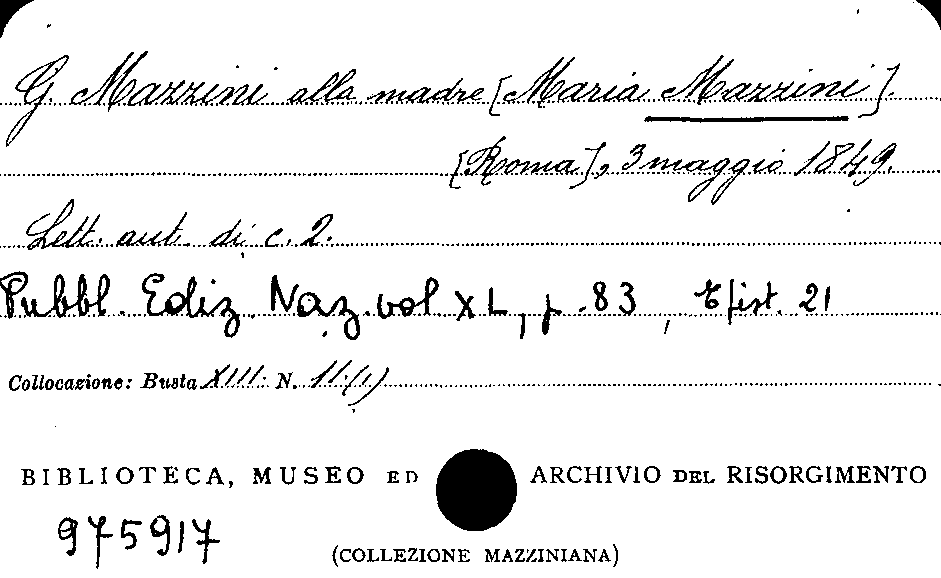 G. Mazzini alla madre [Maria Mazzini].
[Roma], 3 maggio 1849.
Lett. aut. di c. 2.
Pubbl. Ediz. Naz. vol XL, p. 83, Epist. 21
Collocazione: Busta XIII: N. 11.(1)
BIBLIOTECA, MUSEO ED ARCHIVIO DEL RISORGIMENTO
975917
(COLLEZIONE MAZZINIANA)